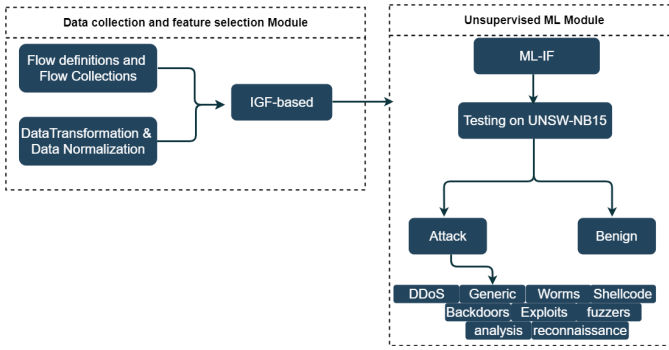 Data collection and feature selection Module
Flow definitions and
Flow Collections
DataTransformation &
Data Normalization
IGF-based
Unsupervised ML Module
ML-IF
Testing on UNSW-NB15
Attack
Benign
DDoS Generic Worms Shellcode
Backdoors Exploits fuzzers
analysis reconnaissance